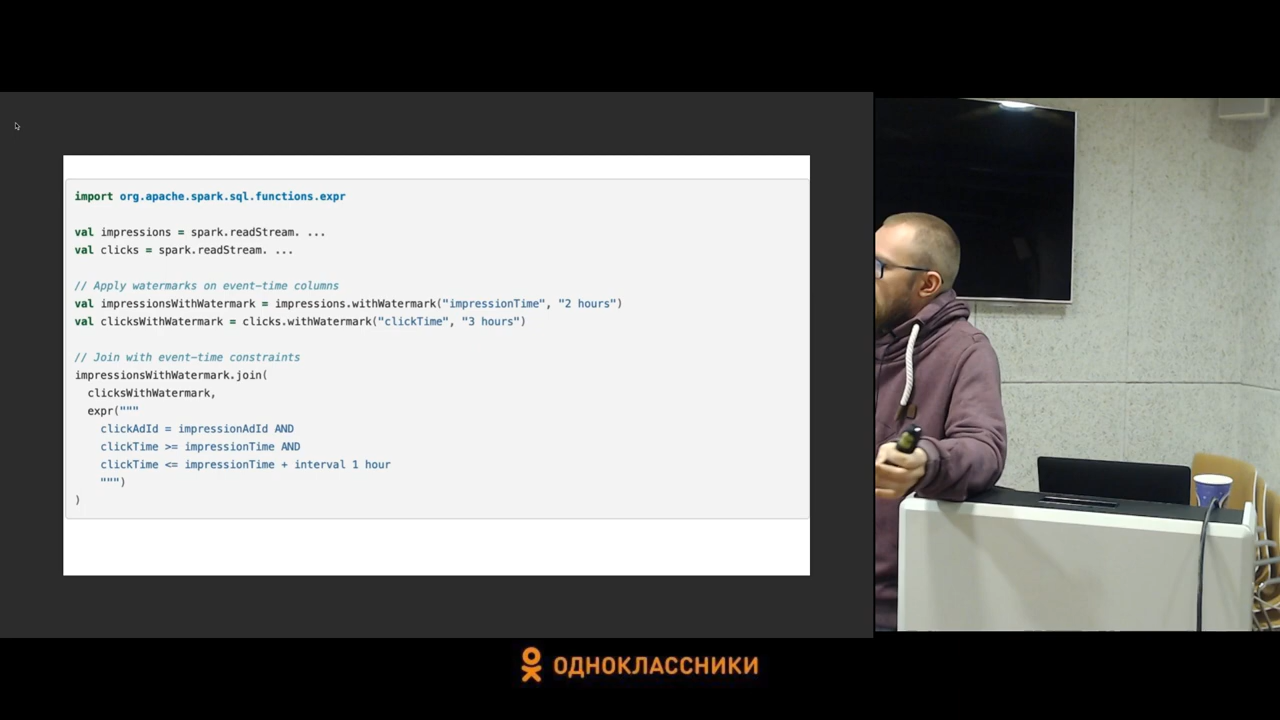 import org.apache.spark.sql.functions.expr
val impressions = spark.readStream. ...
val clicks = spark.readStream. ...
// Apply watermarks on event-time columns
val impressionsWithWatermark = impressions.withWatermark("impressionTime", "2 hours")
val clicksWithWatermark = clicks.withWatermark("clickTime", "3 hours")
// Join with event-time constraints
impressionsWithWatermark.join(
  clicksWithWatermark,
  expr("""
    clickAdId = impressionAdId AND
    clickTime >= impressionTime AND
    clickTime <= impressionTime + interval 1 hour
    """)
)
ОДНОКЛАССНИКИ